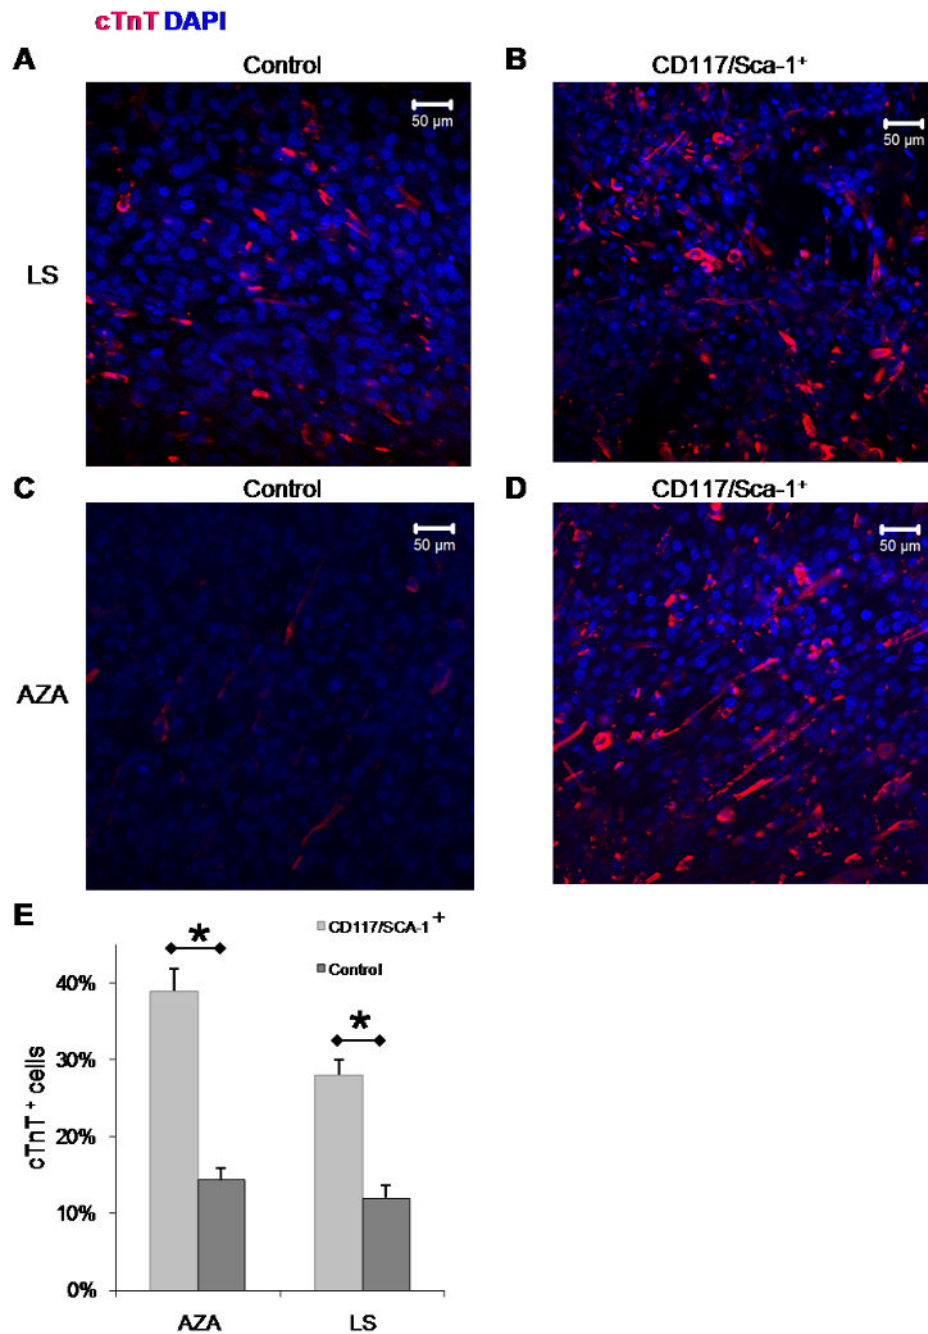 cTnT DAPI
A
Control
B
CD117/Sca-1⁺
50 µm
50 µm
LS
C
Control
D
CD117/Sca-1⁺
50 µm
50 µm
AZA
E
* CD117/SCA-1⁺
Control
*
40%
30%
20%
10%
0%
cTnT⁺ cells
AZA LS